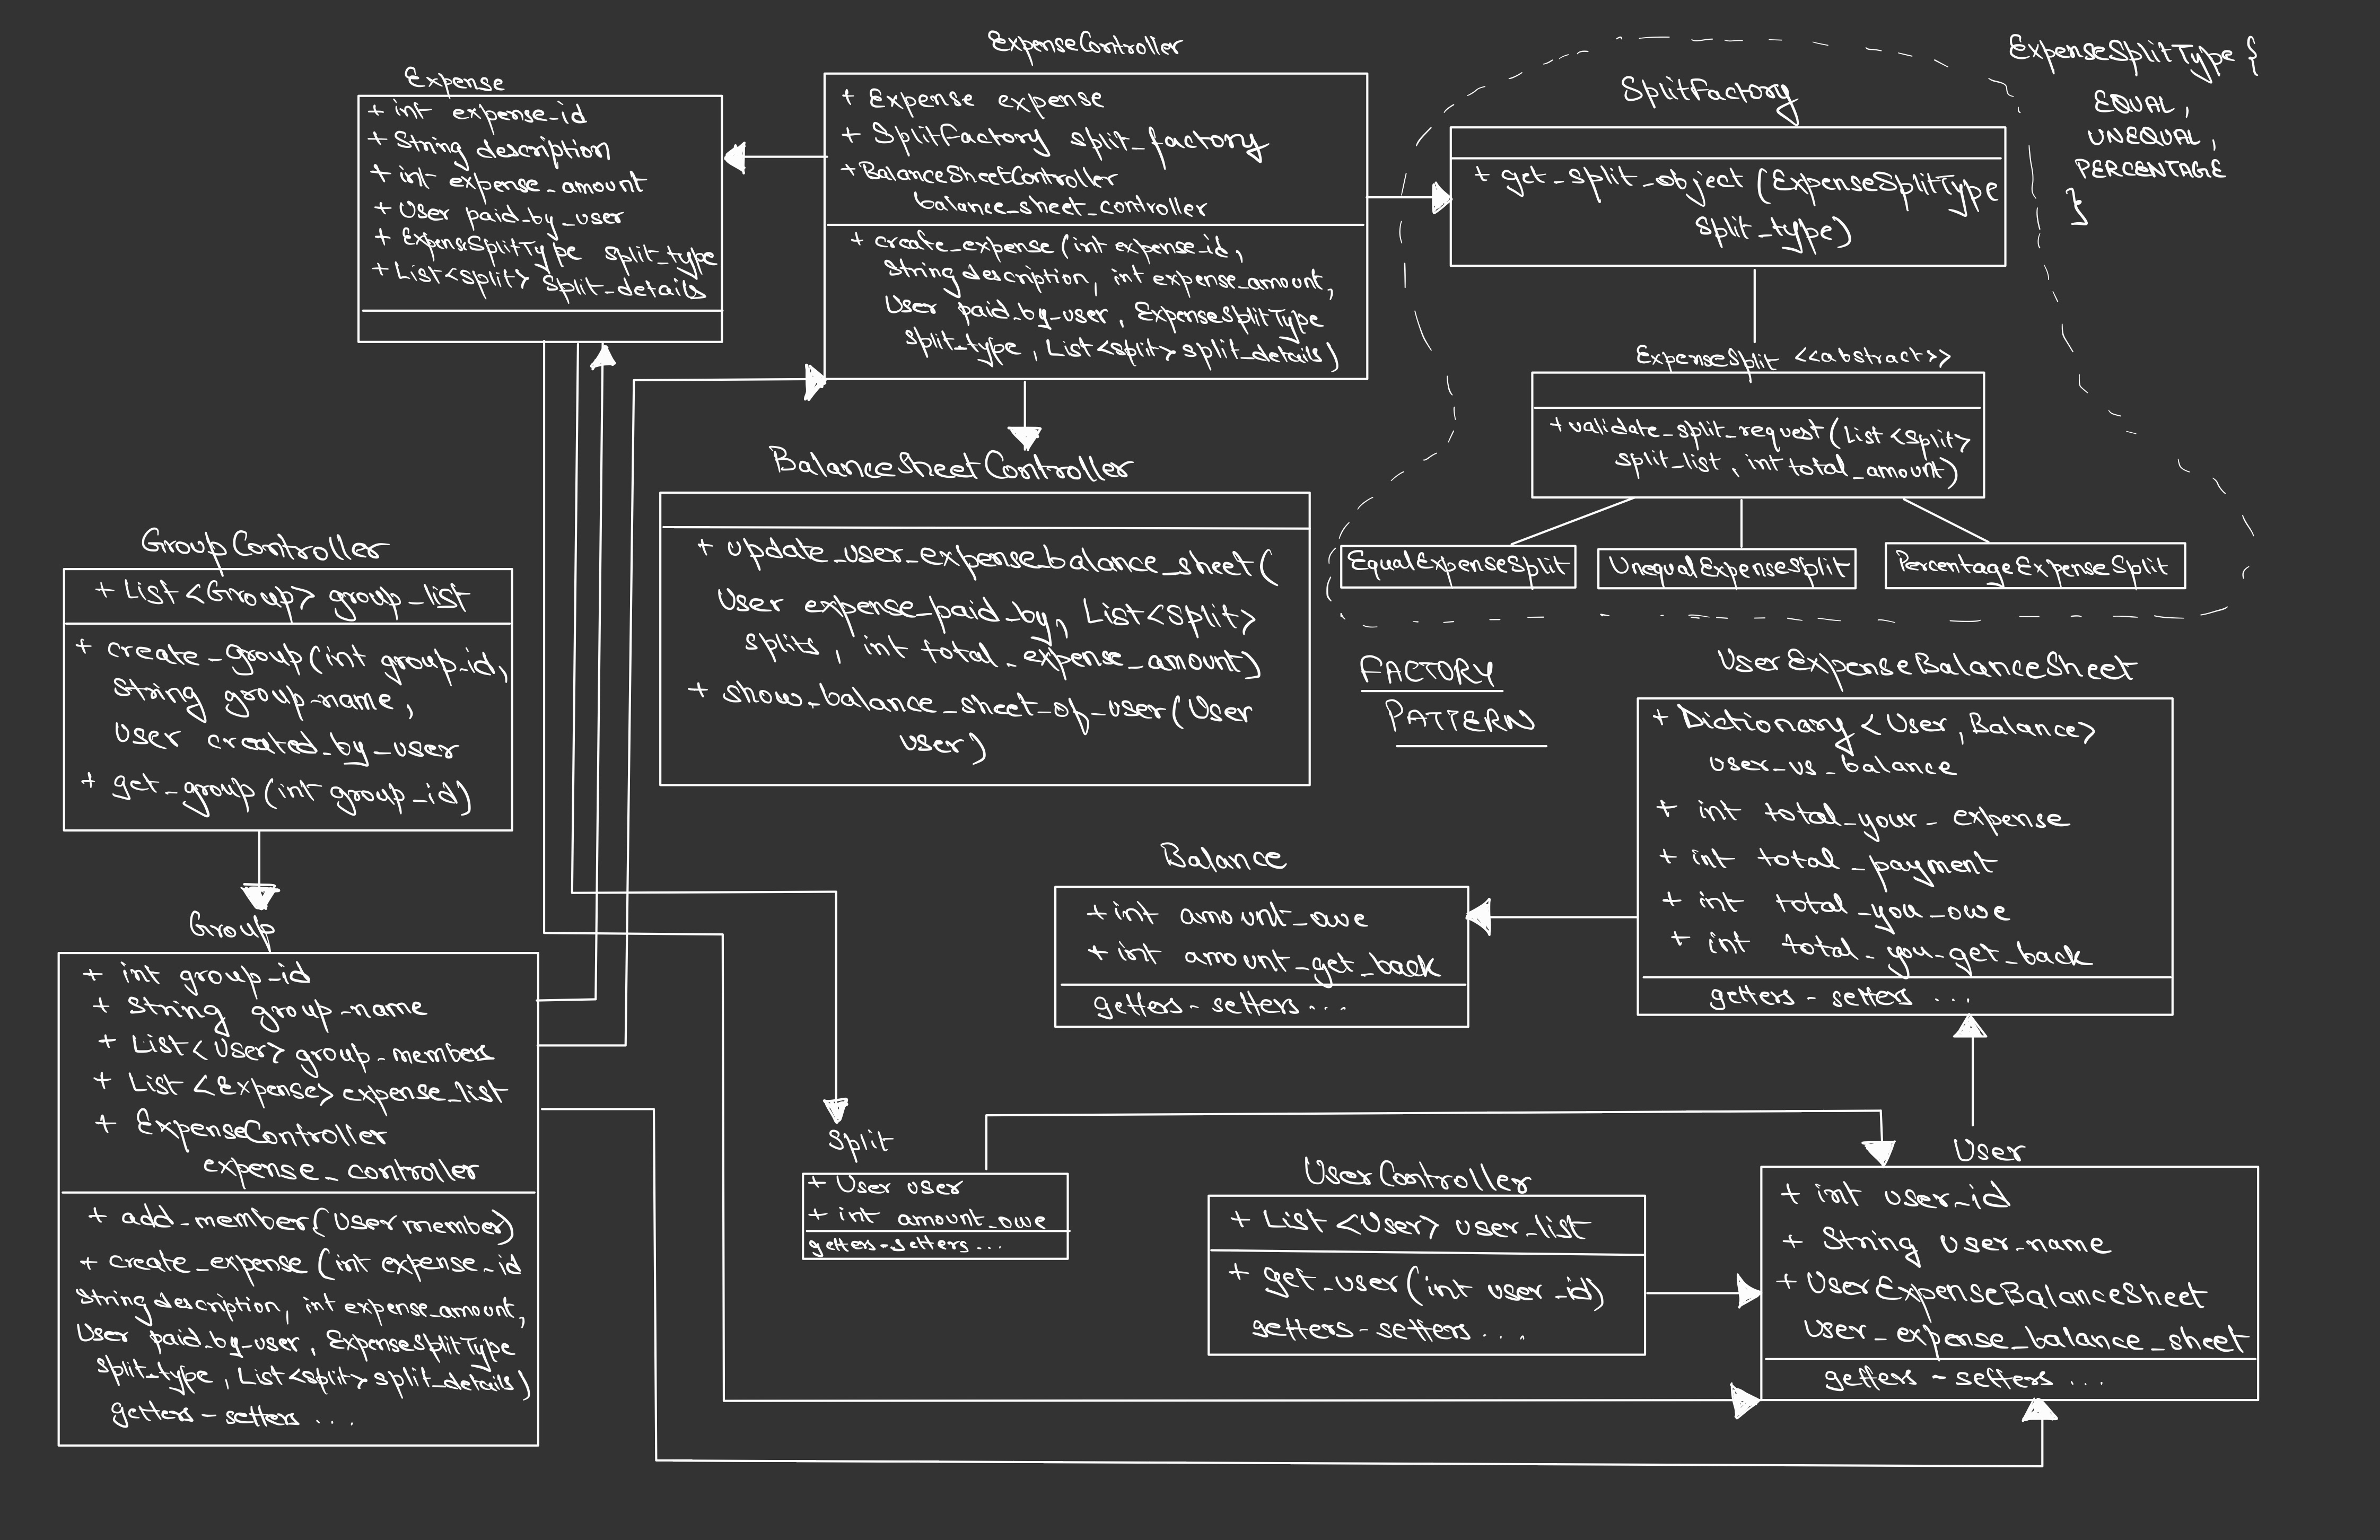 Expense
+ int expense_id
+ String description
+ int expense_amount
+ User paid_by_user
+ ExpenseSplitType split_type
+ List<split> split_details
ExpenseController
+ Expense expense
+ SplitFactory split_factory
+ BalanceSheetController
balance_sheet_controller
+ create_expense (int expense_id,
String description, int expense_amount,
User paid_by_user, ExpenseSplitType
split_type, List<split> split_details)
SplitFactory
+ get_split_object (ExpenseSplitType
split_type)
ExpenseSplitType {
EQUAL,
UNEQUAL,
PERCENTAGE
}
ExpenseSplit <<abstract>>
+ validate_split_request (List<split>
split_list, int total_amount)
EqualExpenseSplit
UnequalExpenseSplit
PercentageExpenseSplit
FACTORY
PATTERN
BalanceSheetController
+ update_user_expense_balance_sheet (
User expense_paid_by, List<split>
splits, int total_expense_amount)
+ show_balance_sheet_of_user (User
user)
GroupController
+ List <Group> group_list
+ create_group (int group_id,
String group_name,
User created_by_user
+ get_group (int group_id)
Group
+ int group_id
+ String group_name
+ List<User> group_members
+ List <Expense> expense_list
+ ExpenseController
expense_controller
+ add_member (User member)
+ create_expense (int expense_id
String description, int expense_amount,
User paid_by_user, ExpenseSplitType
split_type, List<split> split_details)
getters - setters ...
UserExpenseBalanceSheet
+ Dictionary <User, Balance>
user_vs_balance
+ int total_your_expense
+ int total_payment
+ int total_you_owe
+ int total_you_get_back
getters - setters ...
Balance
+ int amount_owe
+ int amount_get_back
getters - setters ...
Split
+ User user
+ int amount_owe
getters - setters ...
UserController
+ List <User> user_list
+ get_user (int user_id)
getters - setters ...
User
+ int user_id
+ String user_name
+ UserExpenseBalanceSheet
user_expense_balance_sheet
getters - setters ...